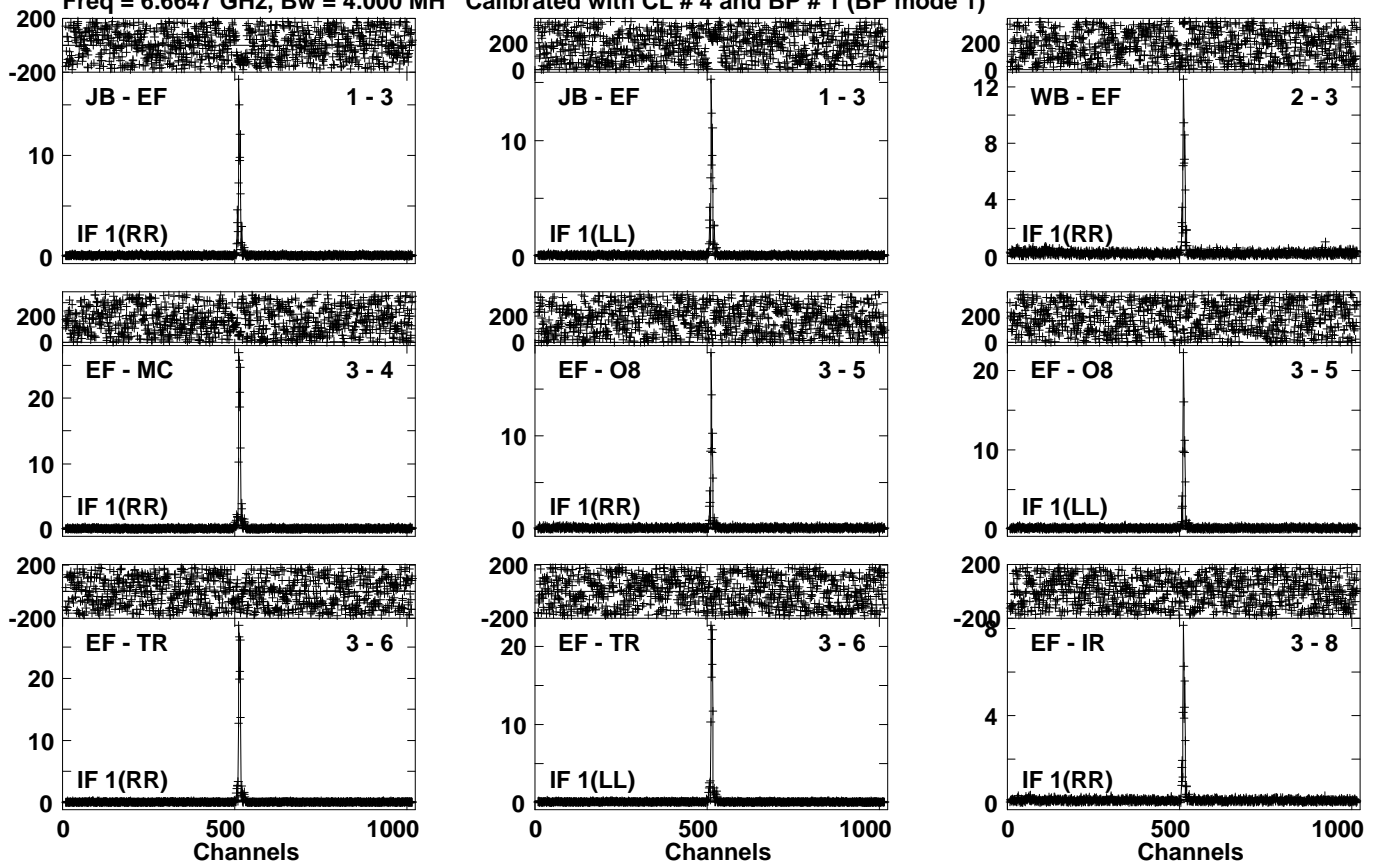 Freq = 6.6647 GHz, Bw = 4.000 MH Calibrated with CL # 4 and BP # 1 (BP mode 1)
200
-200
JB - EF 1 - 3
10
IF 1(RR)
0
200
0
JB - EF 1 - 3
10
IF 1(LL)
0
200
0
12
WB - EF 2 - 3
8
4
IF 1(RR)
0
200
0
EF - MC 3 - 4
20
10
IF 1(RR)
0
200
0
EF - O8 3 - 5
10
IF 1(RR)
0
200
0
EF - O8 3 - 5
20
10
IF 1(LL)
0
200
-200
EF - TR 3 - 6
20
10
IF 1(RR)
0
0 500 1000
Channels
200
-200
EF - TR 3 - 6
20
10
IF 1(LL)
0
0 500 1000
Channels
200
-200
8
EF - IR 3 - 8
4
IF 1(RR)
0
0 500 1000
Channels